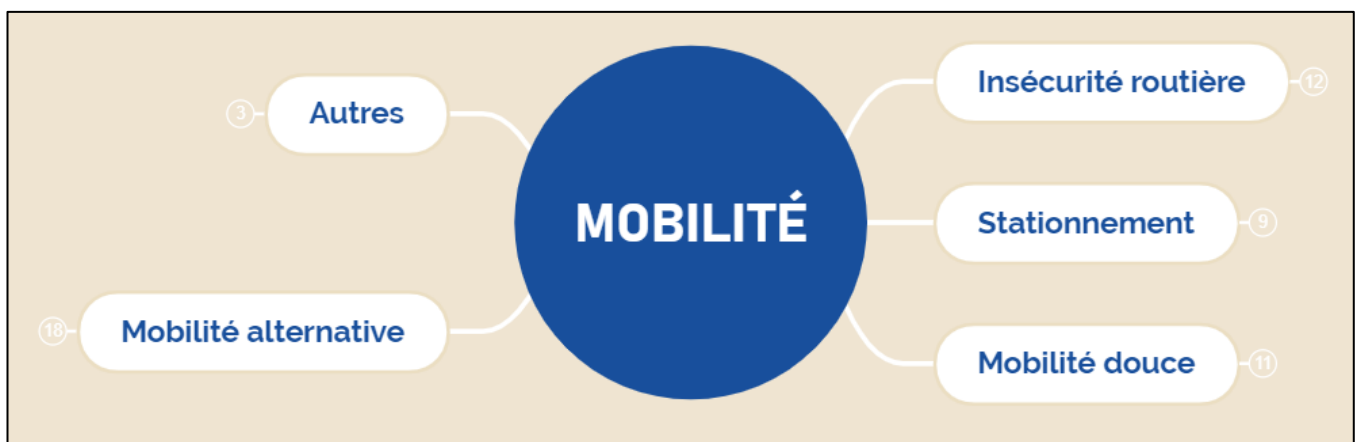 Insécurité routière
12
3
Autres
MOBILITÉ
Stationnement
9
18
Mobilité alternative
Mobilité douce
11